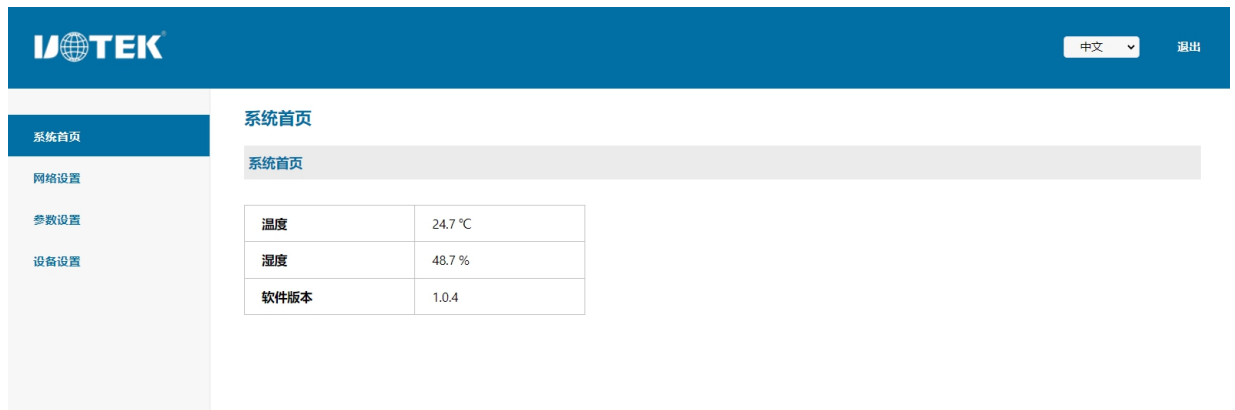 UTEK
中文
退出
系统首页
网络设置
参数设置
设备设置
系统首页
系统首页
温度 24.7 ℃
湿度 48.7 %
软件版本 1.0.4